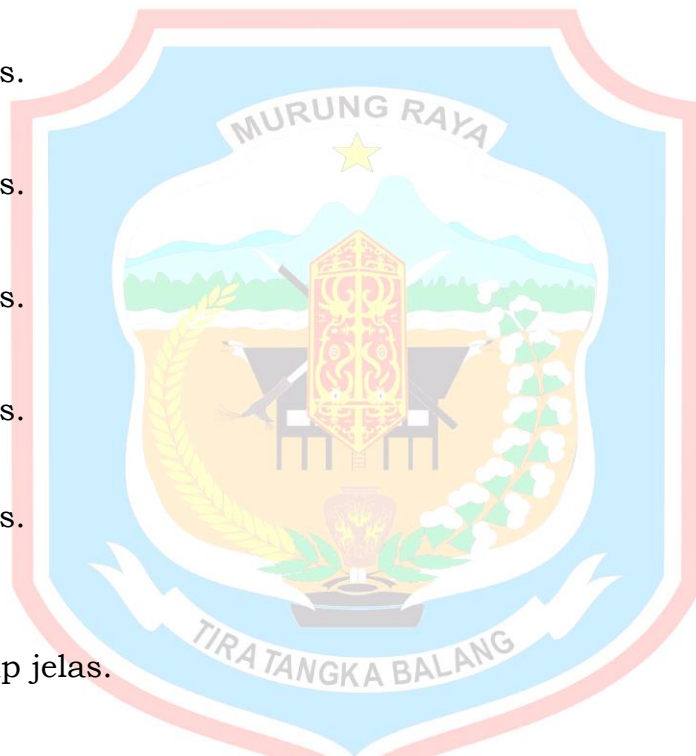 s.
MURUNG RAYA
s.
s.
s.
s.
TIRA TANGKA BALANG
p jelas.